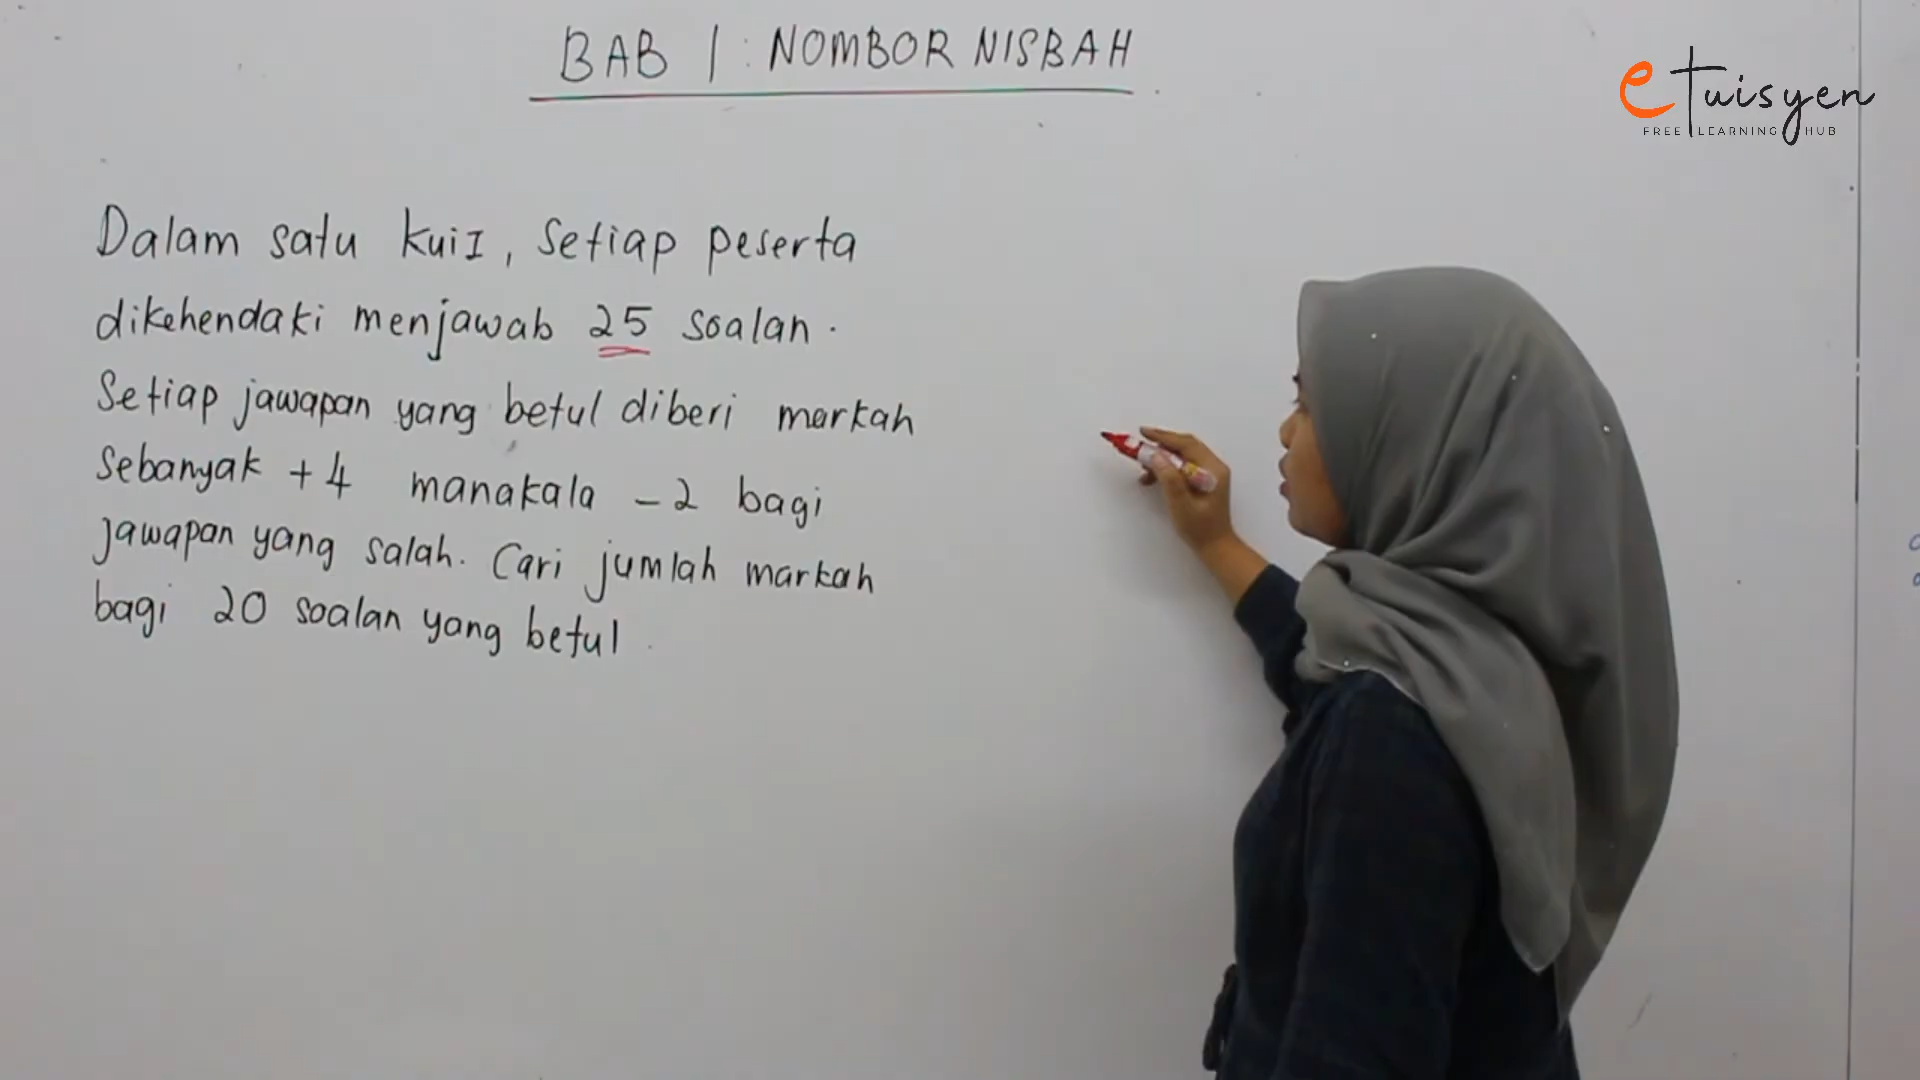 BAB 1 : NOMBOR NISBAH
eTuisyen
FREE LEARNING HUB
Dalam satu kuiz, Setiap peserta
dikehendaki menjawab 25 soalan.
Setiap jawapan yang betul diberi markah
Sebanyak +4 manakala -2 bagi
jawapan yang salah. Cari jumlah markah
bagi 20 soalan yang betul.